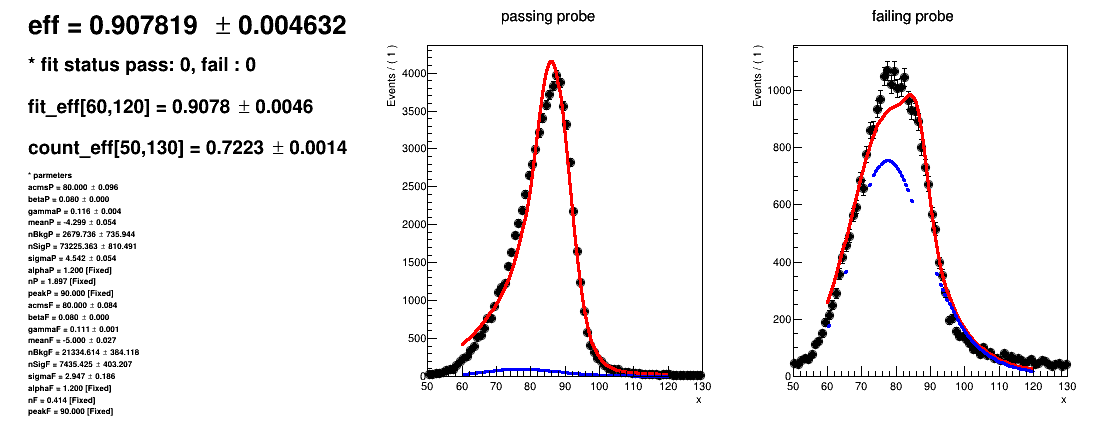 eff = 0.907819 ± 0.004632
* fit status pass: 0, fail : 0
fit_eff[60,120] = 0.9078 ± 0.0046
count_eff[50,130] = 0.7223 ± 0.0014
* parmeters
acmsP = 80.000 ± 0.096
betaP = 0.080 ± 0.000
gammaP = 0.116 ± 0.004
meanP = -4.299 ± 0.054
nBkgP = 2679.736 ± 735.944
nSigP = 73225.363 ± 810.491
sigmaP = 4.542 ± 0.054
alphaP = 1.200 [Fixed]
nP = 1.897 [Fixed]
peakP = 90.000 [Fixed]
acmsF = 80.000 ± 0.084
betaF = 0.080 ± 0.000
gammaF = 0.111 ± 0.001
meanF = -5.000 ± 0.027
nBkgF = 21334.614 ± 384.118
nSigF = 7435.425 ± 403.207
sigmaF = 2.947 ± 0.186
alphaF = 1.200 [Fixed]
nF = 0.414 [Fixed]
peakF = 90.000 [Fixed]
passing probe
Events / ( 1 )
4000
3500
3000
2500
2000
1500
1000
500
0
50 60 70 80 90 100 110 120 130
x
failing probe
Events / ( 1 )
1000
800
600
400
200
0
50 60 70 80 90 100 110 120 130
x